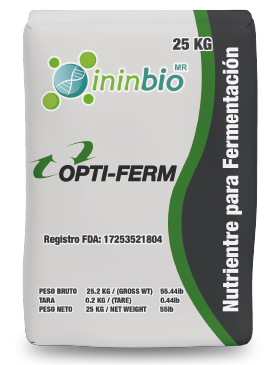 25 KG
ininbio MR
OPTI-FERM
Nutrientre para Fermentación
Registro FDA: 17253521804
PESO BRUTO 25.2 KG / (GROSS WT) 55.44lb
TARA 0.2 KG / (TARE) 0.44lb
PESO NETO 25 KG / NET WEIGHT 55lb